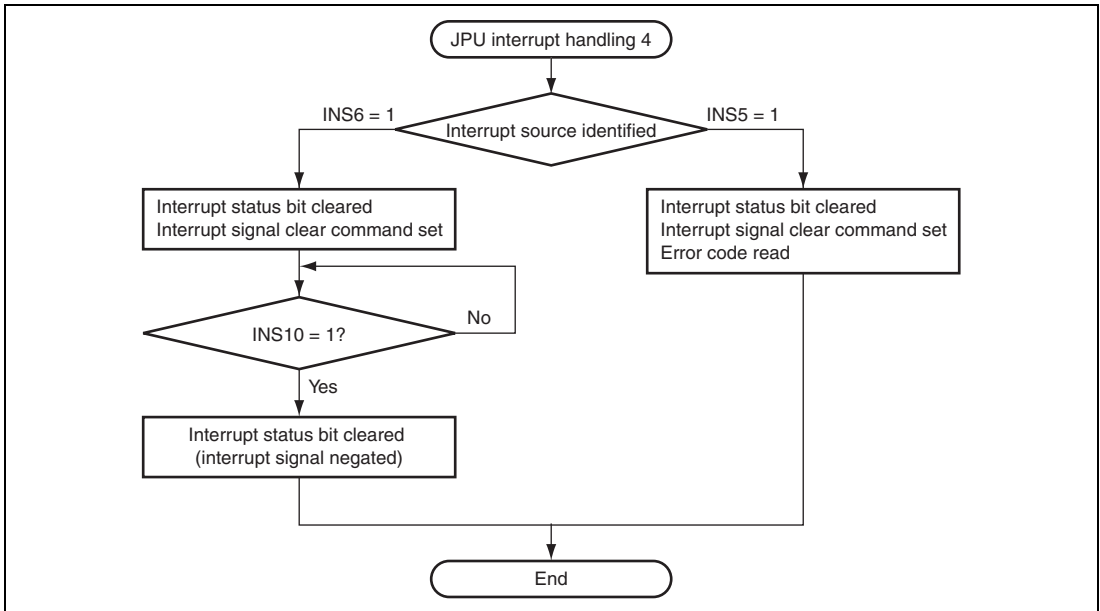 JPU interrupt handling 4
INS6 = 1
INS5 = 1
Interrupt source identified
Interrupt status bit cleared
Interrupt signal clear command set
Interrupt status bit cleared
Interrupt signal clear command set
Error code read
No
INS10 = 1?
Yes
Interrupt status bit cleared
(interrupt signal negated)
End